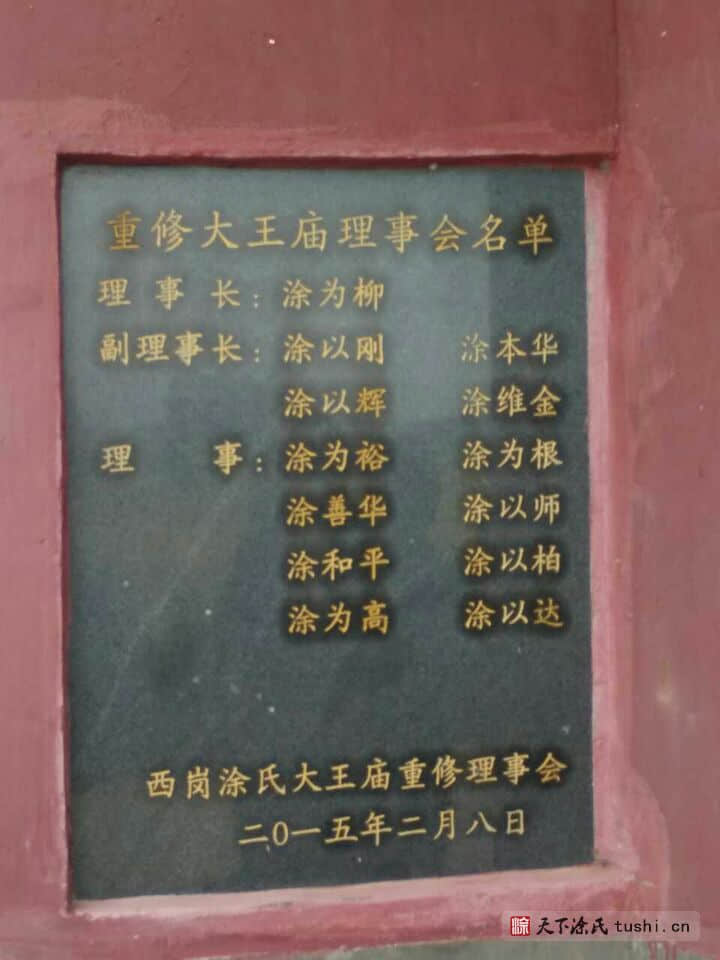 重修大王庙理事会名单
理事长：涂为柳
副理事长：涂以刚 涂本华
涂以辉 涂维金
理事：涂为裕 涂为根
涂善华 涂以师
涂和平 涂以柏
涂为高 涂以达
西岗涂氏大王庙重修理事会
二〇一五年二月八日
涂 天下涂氏 tushi.cn